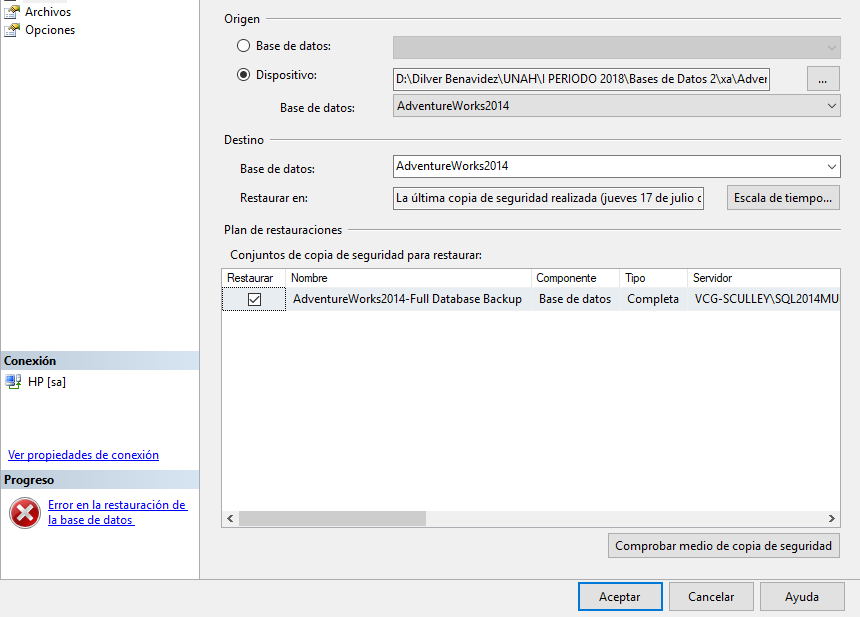 Archivos
Opciones
Origen
Base de datos:
Dispositivo:
D:\Dilver Benavidez\UNAH\I PERIODO 2018\Bases de Datos 2\xa\Adver
...
Base de datos:
AdventureWorks2014
Destino
Base de datos:
AdventureWorks2014
Restaurar en:
La última copia de seguridad realizada (jueves 17 de julio
Escala de tiempo...
Plan de restauraciones
Conjuntos de copia de seguridad para restaurar:
Restaurar Nombre Componente Tipo Servidor
AdventureWorks2014-Full Database Backup Base de datos Completa VCG-SCULLEY\SQL2014MU
Conexión
HP [sa]
Ver propiedades de conexión
Progreso
Error en la restauración de
la base de datos
Comprobar medio de copia de seguridad
Aceptar Cancelar Ayuda